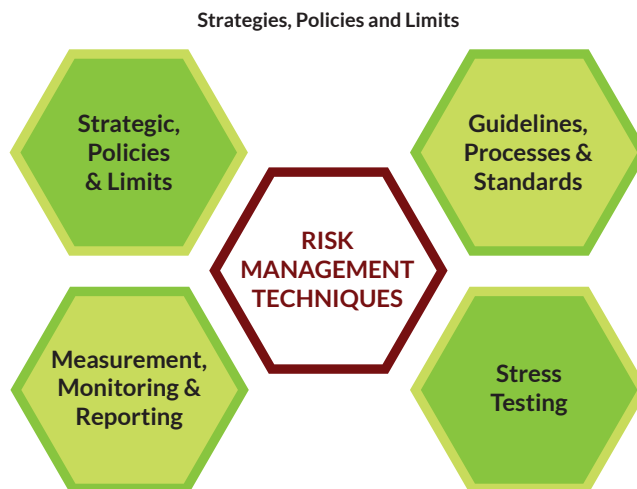 Strategies, Policies and Limits
Strategic,
Policies
& Limits
Guidelines,
Processes &
Standards
RISK
MANAGEMENT
TECHNIQUES
Measurement,
Monitoring &
Reporting
Stress
Testing